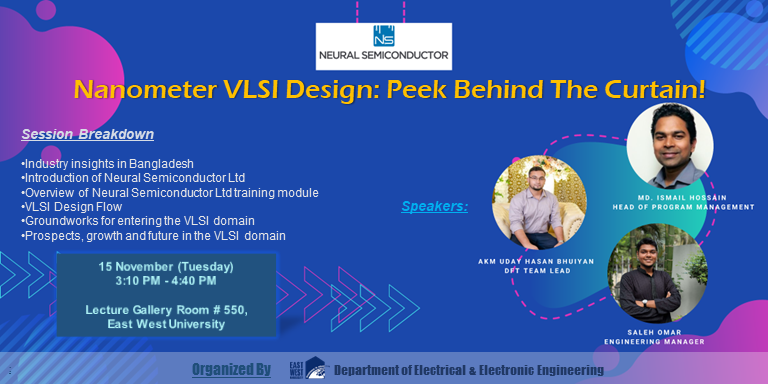 NS
NEURAL SEMICONDUCTOR
Nanometer VLSI Design: Peek Behind The Curtain!
Session Breakdown
•Industry insights in Bangladesh
•Introduction of Neural Semiconductor Ltd
•Overview of Neural Semiconductor Ltd training module
•VLSI Design Flow
•Groundworks for entering the VLSI domain
•Prospects, growth and future in the VLSI domain
15 November (Tuesday)
3:10 PM - 4:40 PM
Lecture Gallery Room # 550,
East West University
Speakers:
MD. ISMAIL HOSSAIN
HEAD OF PROGRAM MANAGEMENT
AKM UDAY HASAN BHUIYAN
DFT TEAM LEAD
SALEH OMAR
ENGINEERING MANAGER
Organized By
EAST WEST
Department of Electrical & Electronic Engineering